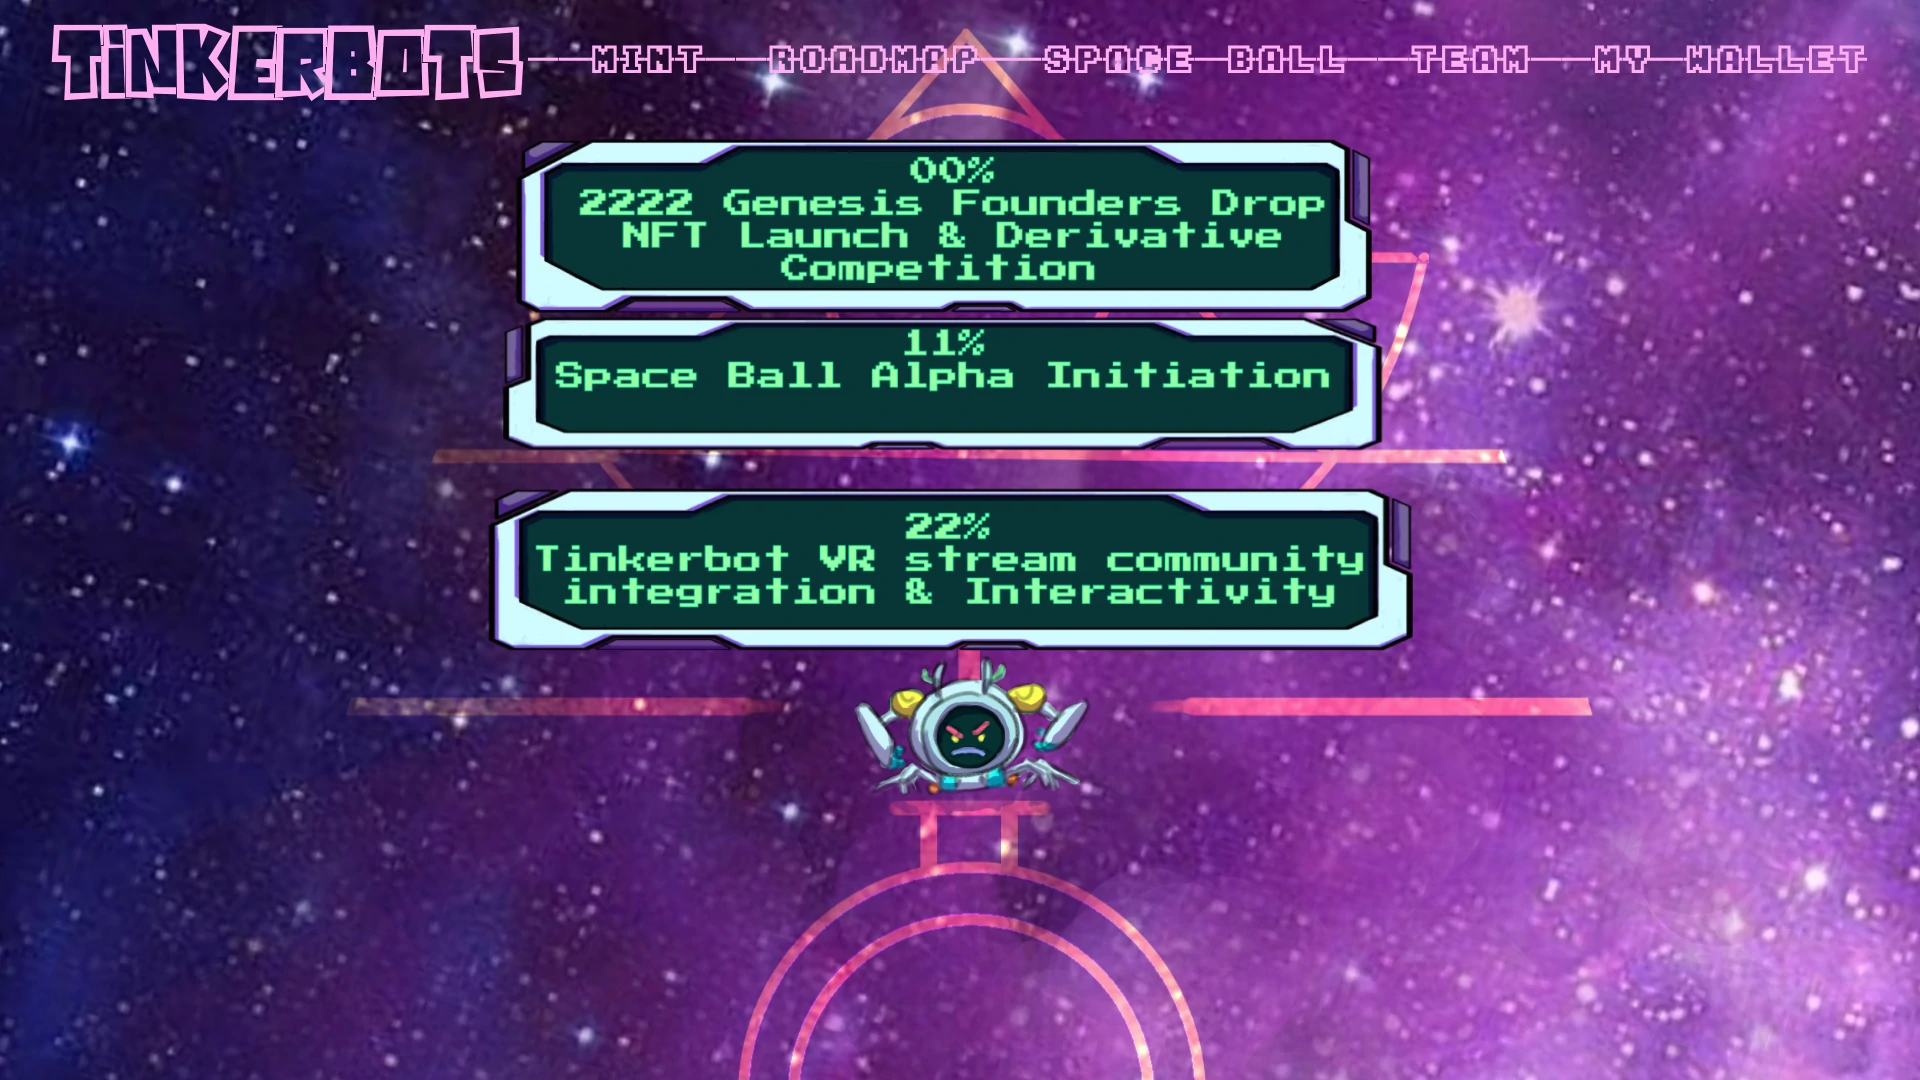 TiNKERBOTS
MINT ROADMAP SPACE BALL TEAM MY WALLET
00%
2222 Genesis Founders Drop
NFT Launch & Derivative
Competition
11%
Space Ball Alpha Initiation
22%
Tinkerbot VR stream community
integration & Interactivity